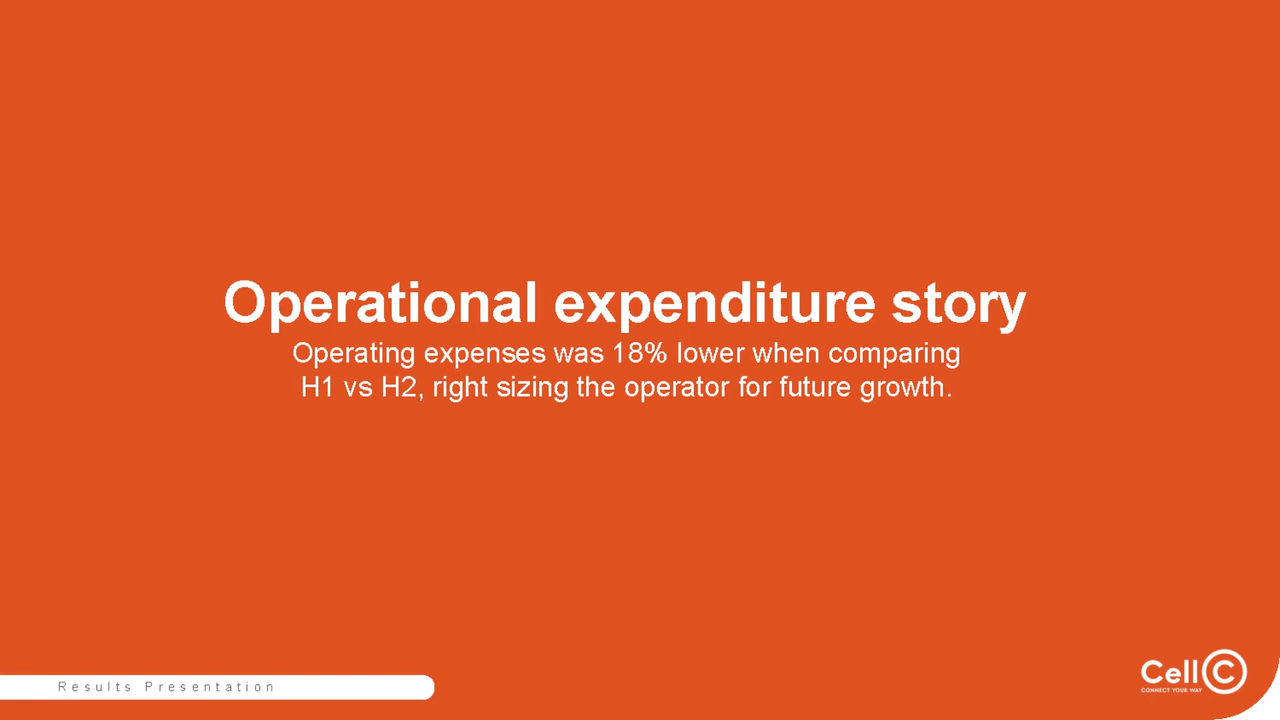 Operational expenditure story
Operating expenses was 18% lower when comparing
H1 vs H2, right sizing the operator for future growth.
Results Presentation
Cell C
CONNECT YOUR WAY